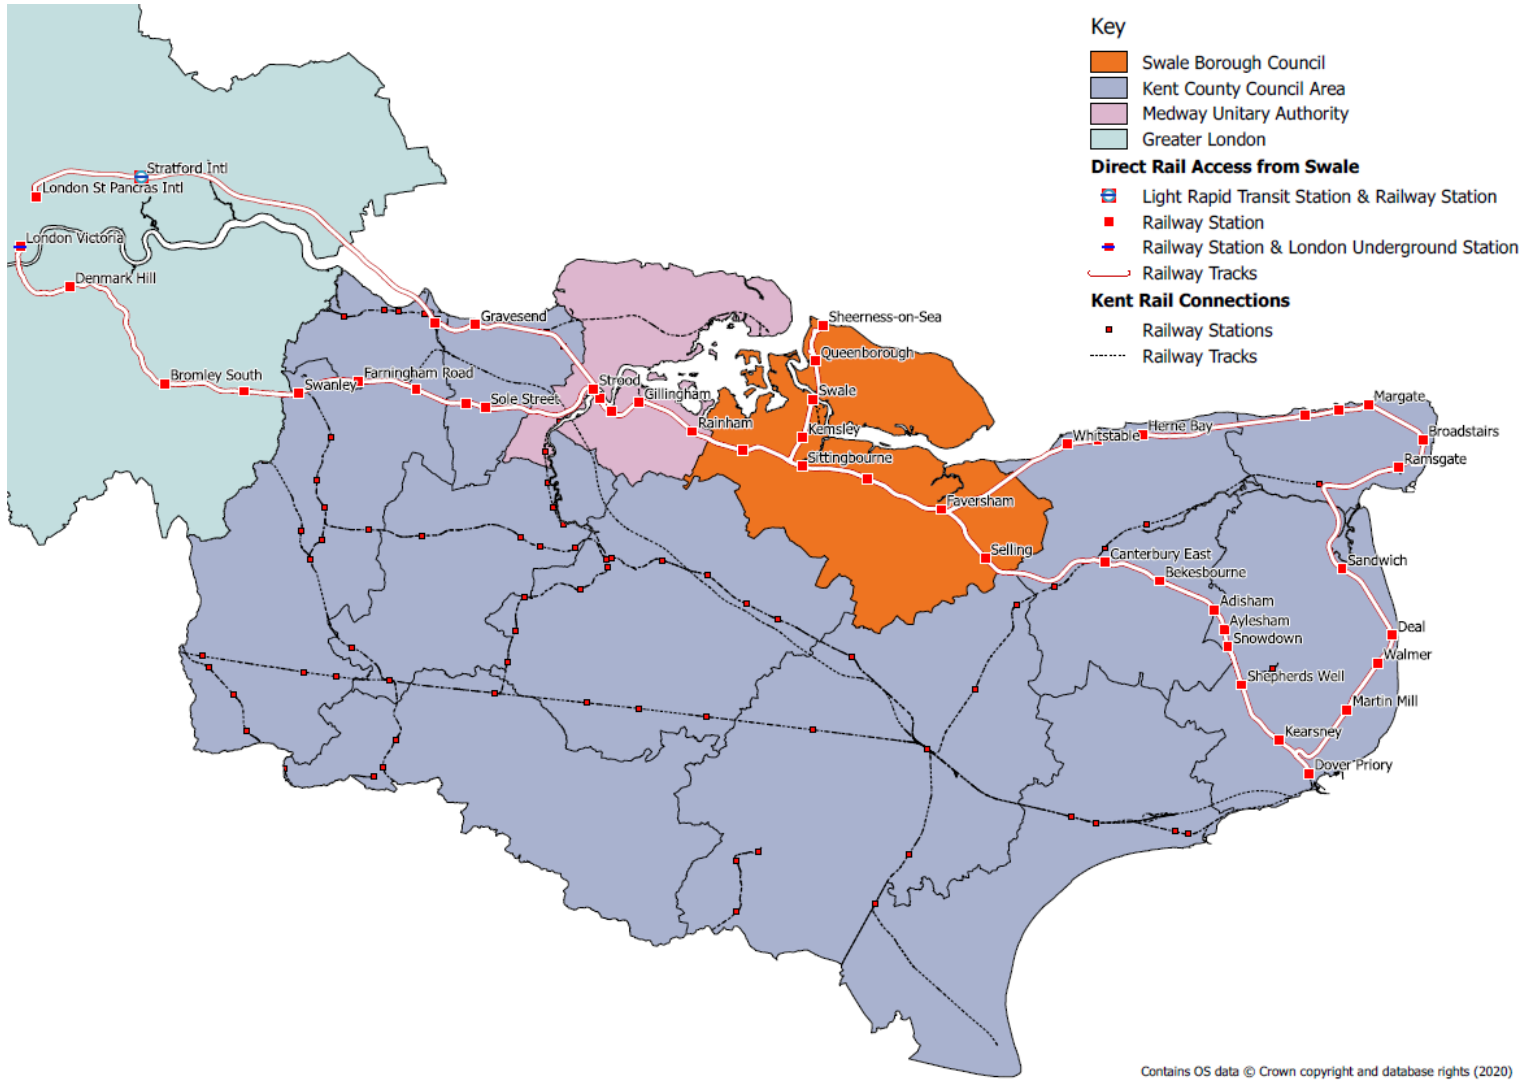 Key
Swale Borough Council
Kent County Council Area
Medway Unitary Authority
Greater London
Direct Rail Access from Swale
Light Rapid Transit Station & Railway Station
Railway Station
Railway Station & London Underground Station
Railway Tracks
Kent Rail Connections
Railway Stations
Railway Tracks
Stratford Intl
London St Pancras Intl
London Victoria
Denmark Hill
Bromley South
Swanley
Farningham Road
Sole Street
Gravesend
Strood
Gillingham
Rainham
Sheerness-on-Sea
Queenborough
Swale
Kemsley
Sittingbourne
Faversham
Selling
Whitstable
Herne Bay
Margate
Broadstairs
Ramsgate
Canterbury East
Bekesbourne
Adisham
Aylesham
Snowdown
Shepherds Well
Kearsney
Dover Priory
Sandwich
Deal
Walmer
Martin Mill
Contains OS data © Crown copyright and database rights (2020)